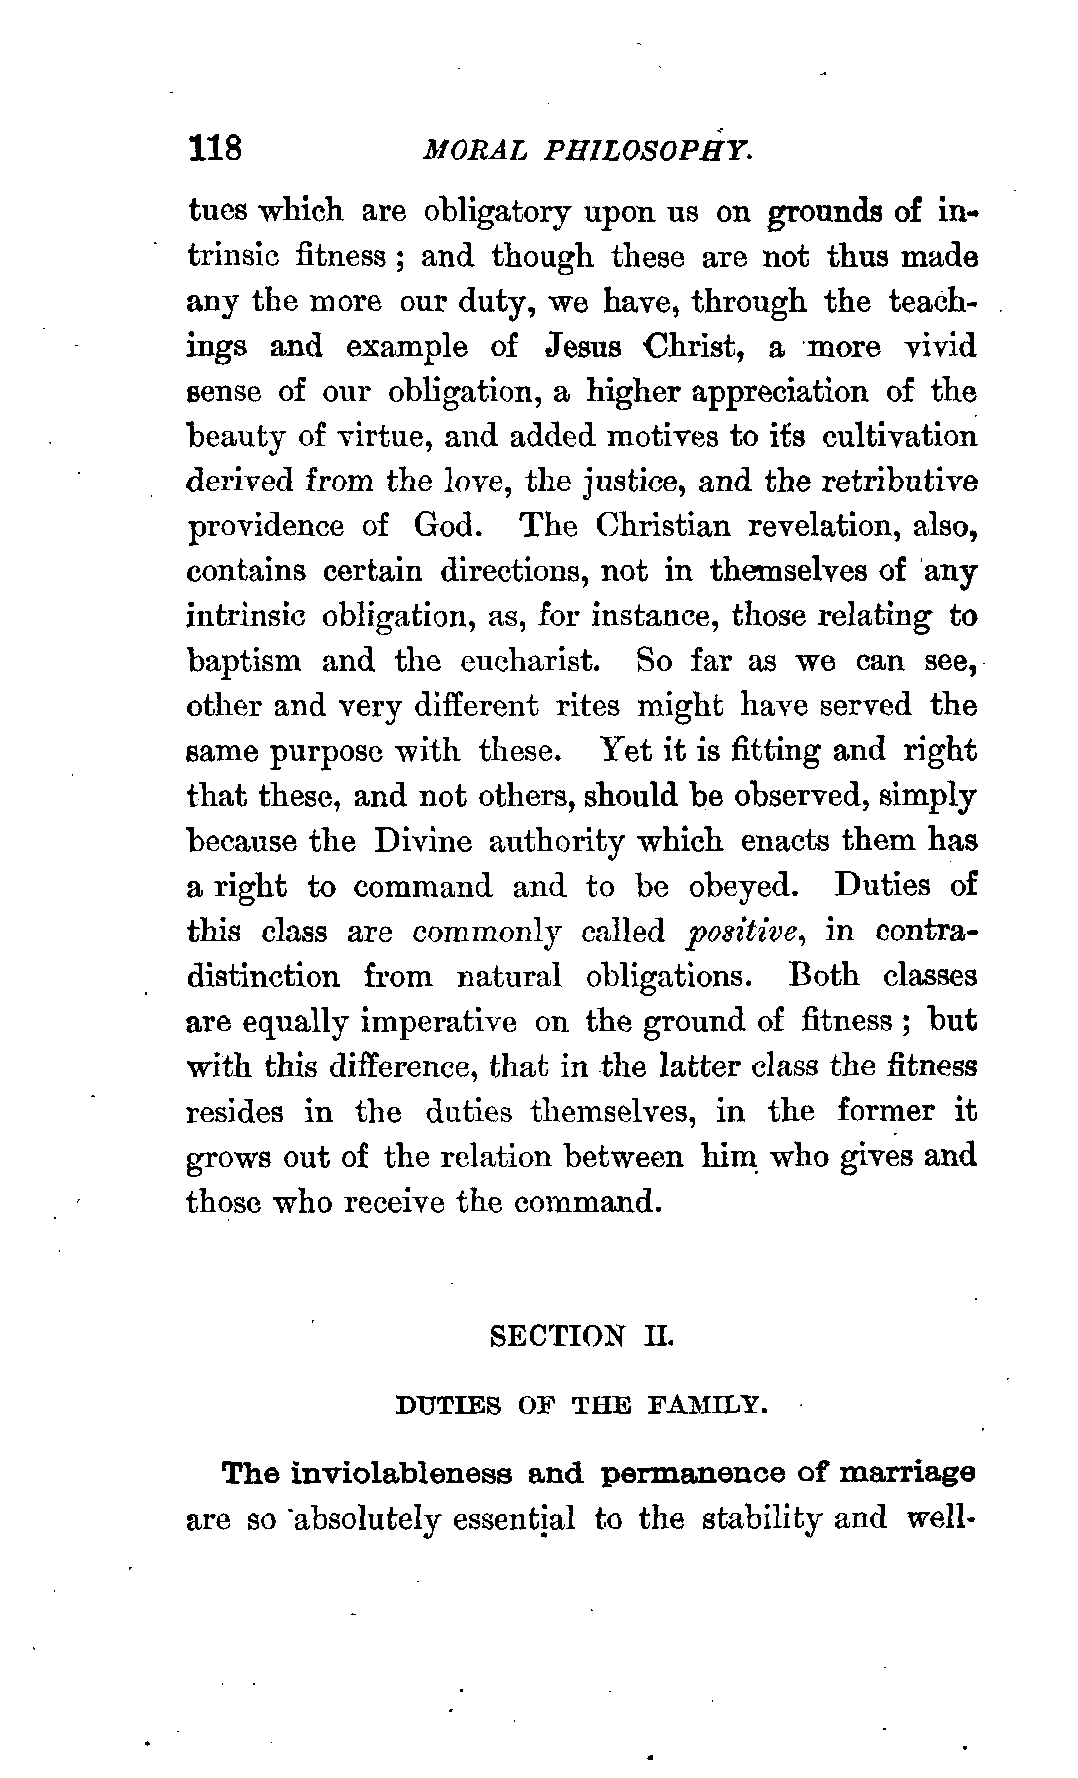 118 MORAL PHILOSOPHY.
tues which are obligatory upon us on grounds of in-
trinsic fitness ; and though these are not thus made
any the more our duty, we have, through the teach-
ings and example of Jesus Christ, a more vivid
sense of our obligation, a higher appreciation of the
beauty of virtue, and added motives to its cultivation
derived from the love, the justice, and the retributive
providence of God. The Christian revelation, also,
contains certain directions, not in themselves of any
intrinsic obligation, as, for instance, those relating to
baptism and the eucharist. So far as we can see,
other and very different rites might have served the
same purpose with these. Yet it is fitting and right
that these, and not others, should be observed, simply
because the Divine authority which enacts them has
a right to command and to be obeyed. Duties of
this class are commonly called positive, in contra-
distinction from natural obligations. Both classes
are equally imperative on the ground of fitness ; but
with this difference, that in the latter class the fitness
resides in the duties themselves, in the former it
grows out of the relation between him who gives and
those who receive the command.
SECTION II.
DUTIES OF THE FAMILY.
The inviolableness and permanence of marriage
are so absolutely essential to the stability and well-